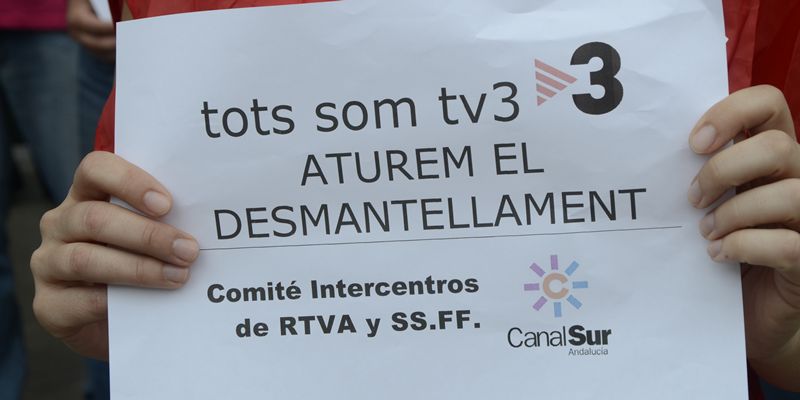 tots som tv3 3
ATUREM EL
DESMANTELLAMENT
Comité Intercentros
de RTVA y SS.FF.
C
CanalSur
Andalucía